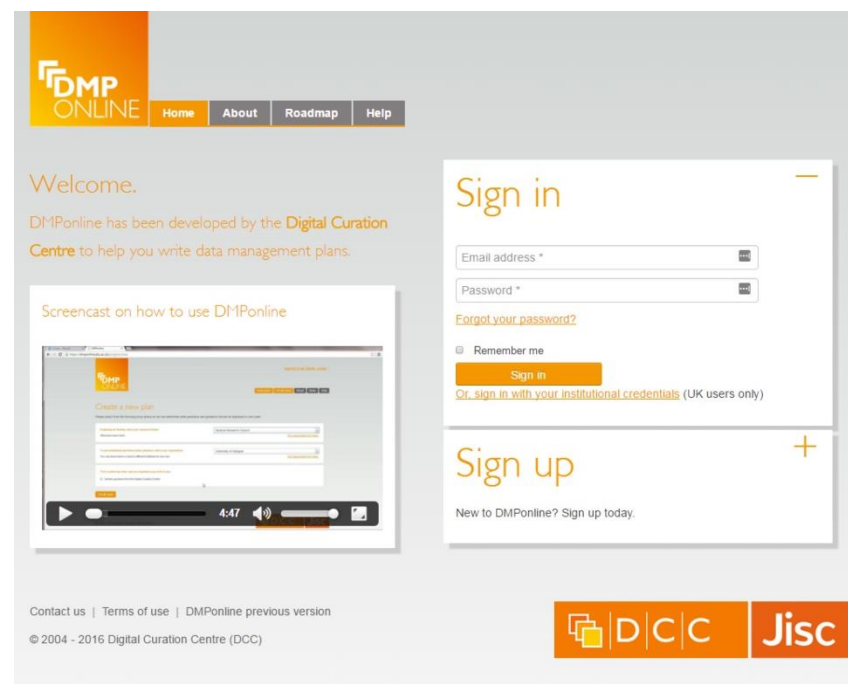 DMP
ONLINE
Home
About
Roadmap
Help
Welcome.
DMPonline has been developed by the Digital Curation
Centre to help you write data management plans.
Screencast on how to use DMPonline
DMP
ONLINE
Create a new plan
4:47
Sign in
Email address *
Password *
Forgot your password?
Remember me
Sign in
Or, sign in with your institutional credentials (UK users only)
Sign up
New to DMPonline? Sign up today.
Contact us | Terms of use | DMPonline previous version
© 2004 - 2016 Digital Curation Centre (DCC)
D|C|C
Jisc